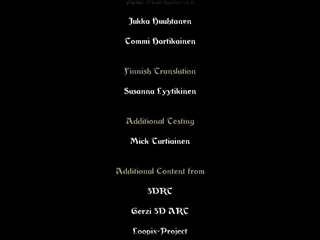 Jukka Huuhtanen
Tommi Hartikainen
Finnish Translation
Susanna Lyytikinen
Additional Testing
Mick Turtiainen
Additional Content from
3DRT
Gerzi 3D ART
Loopix-Project